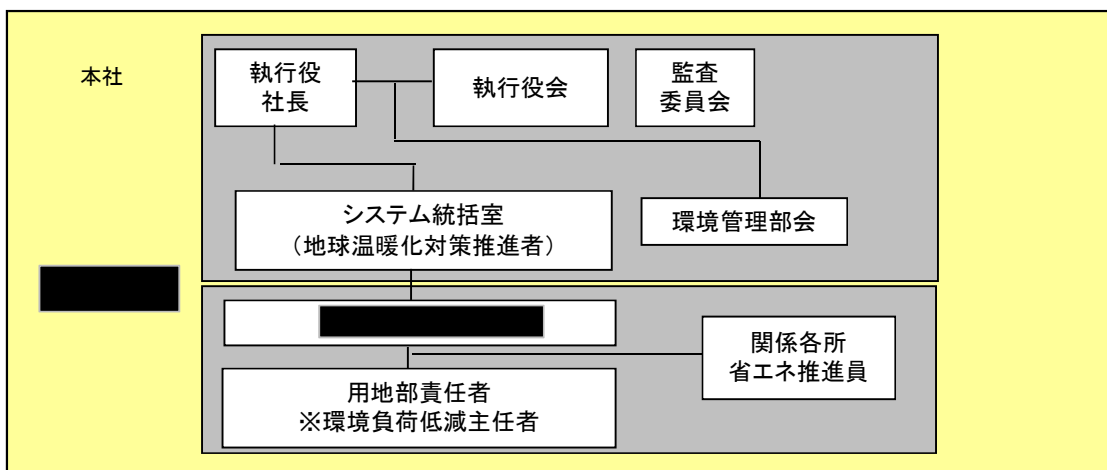 本社
執行役
社長
執行役会
監査
委員会
システム統括室
（地球温暖化対策推進者）
環境管理部会
関係各所
省エネ推進員
用地部責任者
※環境負荷低減主任者